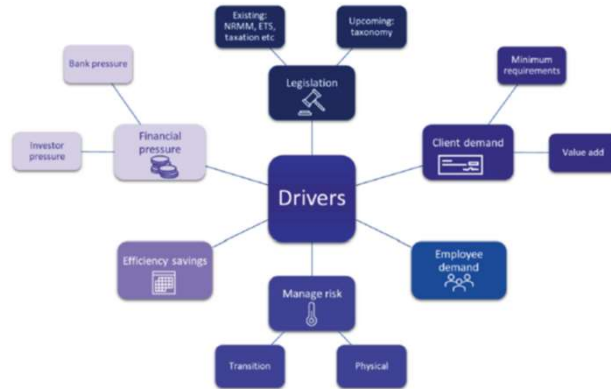 Existing:
NRMM, ETS,
taxation etc
Upcoming:
taxonomy
Bank pressure
Legislation
Minimum
requirements
Investor
pressure
Financial
pressure
Client demand
Value add
Drivers
Efficiency savings
Employee
demand
Manage risk
Transition
Physical